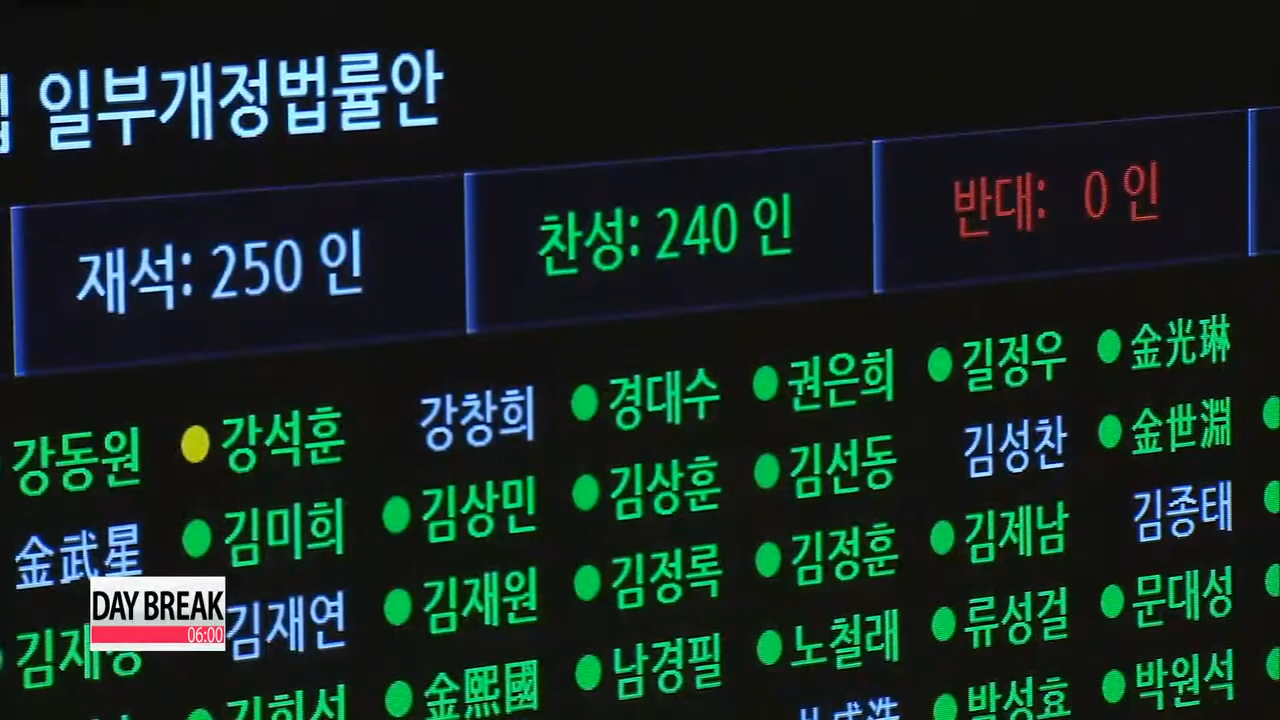 일부개정법률안
재석: 250 인 찬성: 240 인 반대: 0 인
강동원 강석훈 강창희 경대수 권은희 길정우 金光琳
金武星 김미희 김상민 김상훈 김선동 김성찬 金世淵
김재연 김재원 김정록 김정훈 김제남 김종태
金熙國 남경필 노철래 류성걸 문대성
박성효 박원석
DAY BREAK
06:00